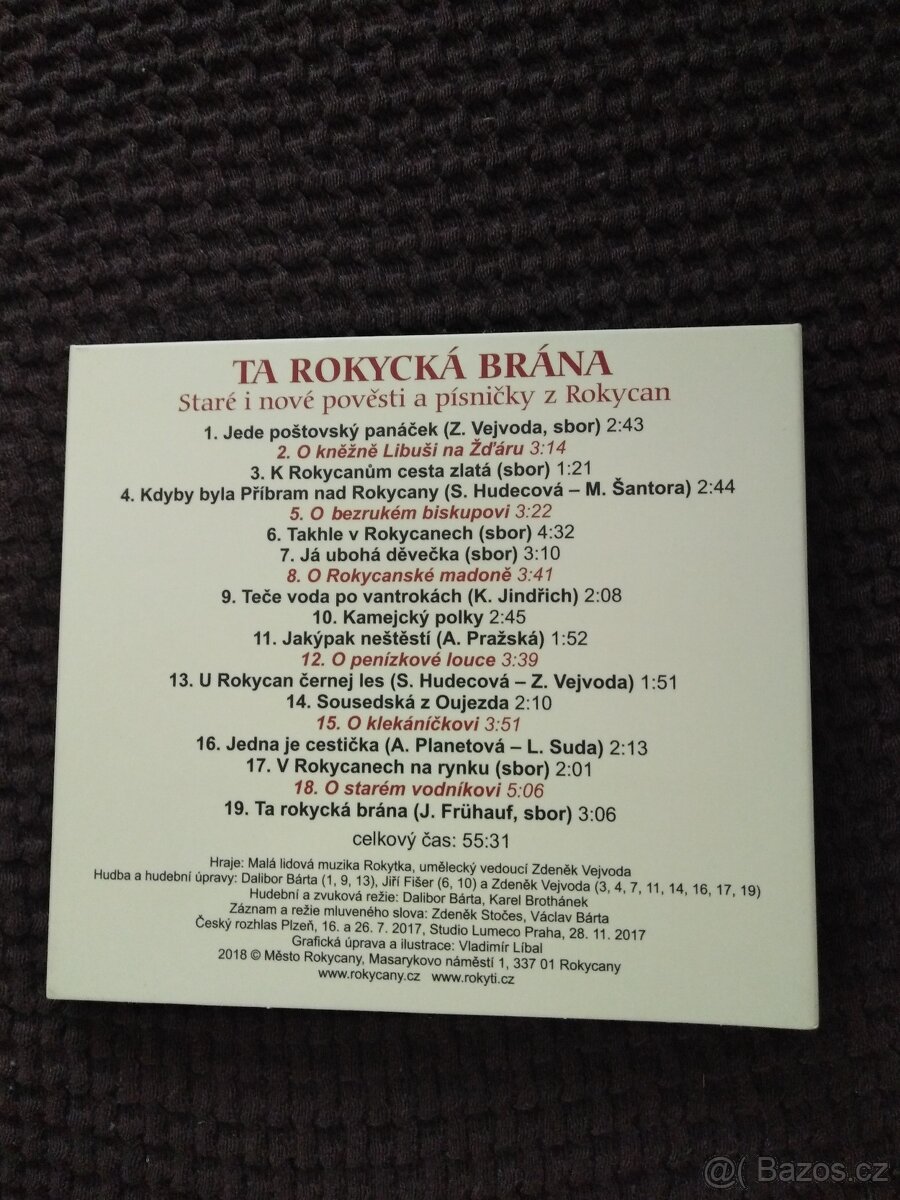 TA ROKYCKÁ BRÁNA
Staré i nové pověsti a písničky z Rokycan
1. Jede poštovský panáček (Z. Vejvoda, sbor) 2:43
2. O kněžně Libuši na Žďáru 3:14
3. K Rokycanům cesta zlatá (sbor) 1:21
4. Kdyby byla Příbram nad Rokycany (S. Hudecová – M. Šantora) 2:44
5. O bezrukém biskupovi 3:22
6. Takhle v Rokycanech (sbor) 4:32
7. Já ubohá děvečka (sbor) 3:10
8. O Rokycanské madoně 3:41
9. Teče voda po vantrokách (K. Jindřich) 2:08
10. Kamejcký polky 2:45
11. Jakýpak neštěstí (A. Pražská) 1:52
12. O penízkové louce 3:39
13. U Rokycan černej les (S. Hudecová – Z. Vejvoda) 1:51
14. Sousedská z Oujezda 2:10
15. O klekáníčkovi 3:51
16. Jedna je cestička (A. Planetová – L. Suda) 2:13
17. V Rokycanech na rynku (sbor) 2:01
18. O starém vodníkovi 5:06
19. Ta rokycká brána (J. Frühauf, sbor) 3:06
celkový čas: 55:31
Hraje: Malá lidová muzika Rokytka, umělecký vedoucí Zdeněk Vejvoda
Hudba a hudební úpravy: Dalibor Bárta (1, 9, 13), Jiří Fišer (6, 10) a Zdeněk Vejvoda (3, 4, 7, 11, 14, 16, 17, 19)
Hudební a zvuková režie: Dalibor Bárta, Karel Brothánek
Záznam a režie mluveného slova: Zdeněk Stočes, Václav Bárta
Český rozhlas Plzeň, 16. a 26. 7. 2017, Studio Lumeco Praha, 28. 11. 2017
Grafická úprava a ilustrace: Vladimír Líbal
2018 © Město Rokycany, Masarykovo náměstí 1, 337 01 Rokycany
www.rokycany.cz www.rokyti.cz
@( Bazos.cz